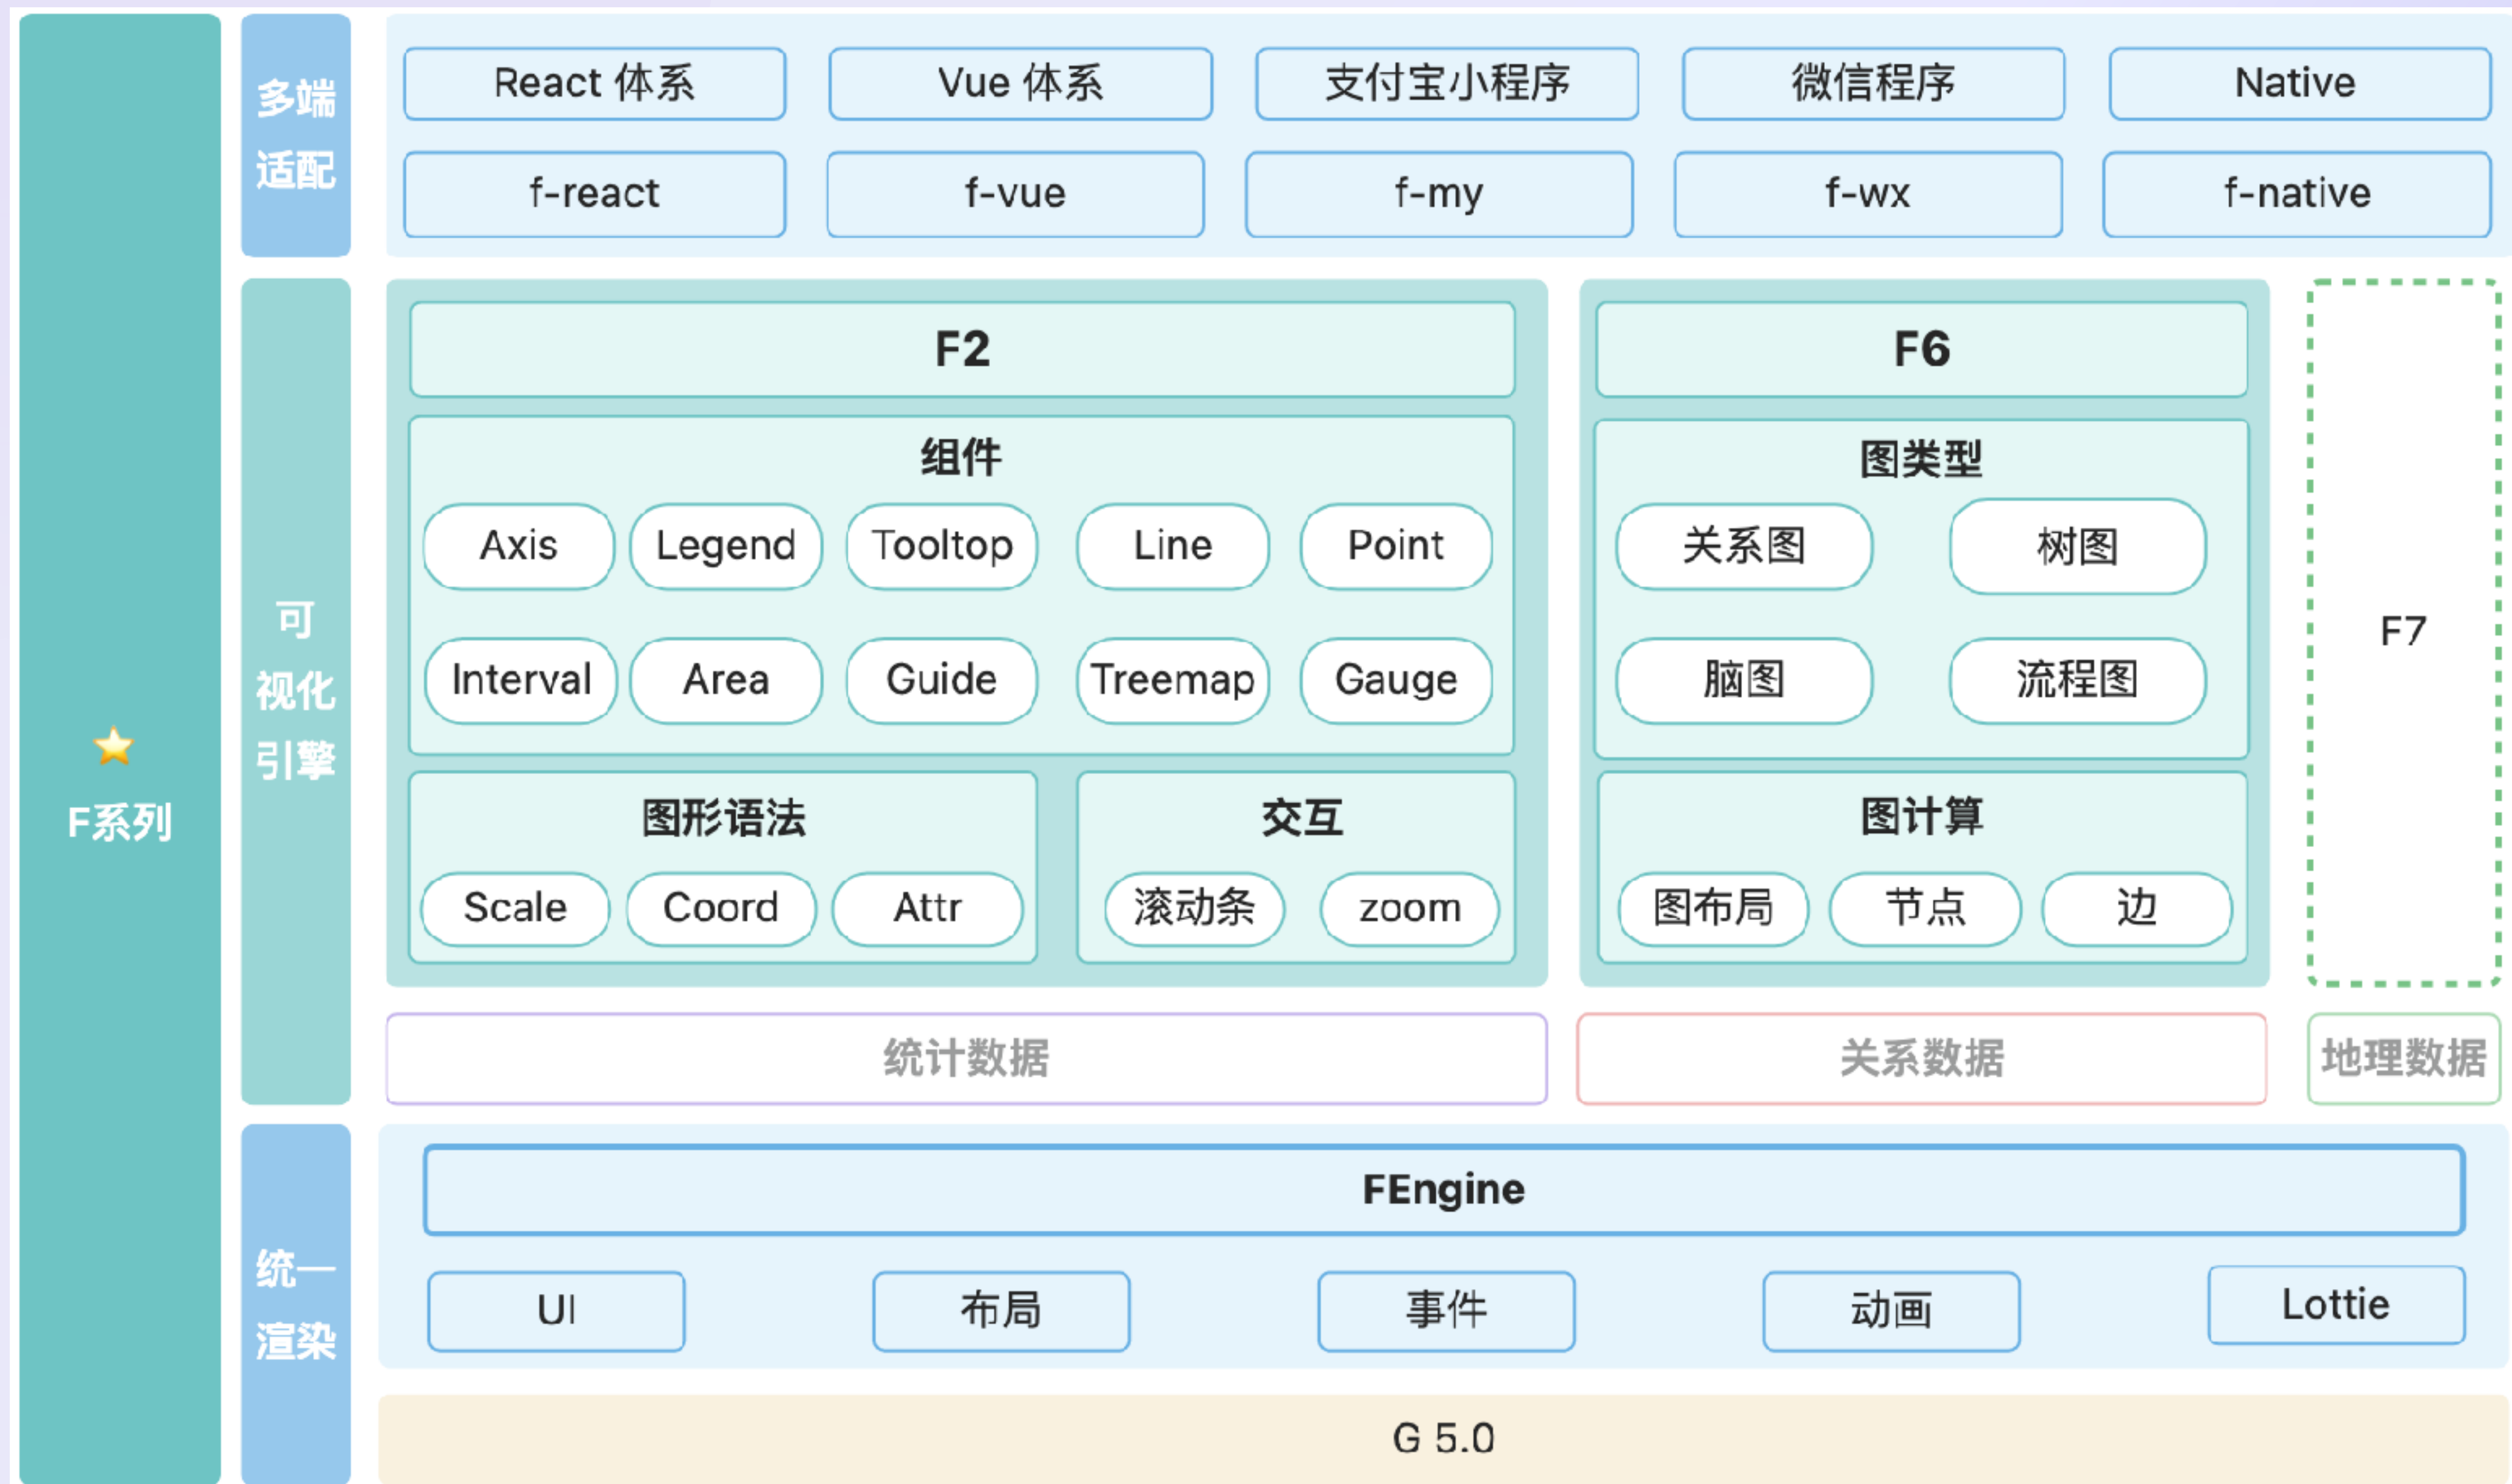 F系列
多端
适配
React 体系
Vue 体系
支付宝小程序
微信程序
Native
f-react
f-vue
f-my
f-wx
f-native
可
视化
引擎
F2
组件
Axis
Legend
Tooltop
Line
Point
Interval
Area
Guide
Treemap
Gauge
图形语法
Scale
Coord
Attr
交互
滚动条
zoom
F6
图类型
关系图
树图
脑图
流程图
图计算
图布局
节点
边
F7
统计数据
关系数据
地理数据
统一
渲染
FEngine
UI
布局
事件
动画
Lottie
G 5.0